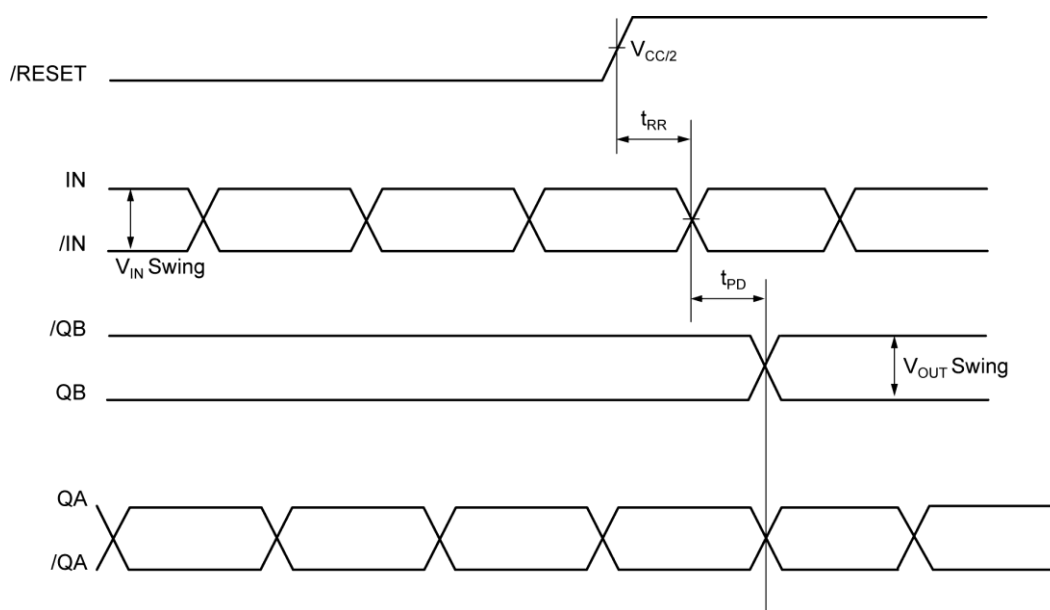 /RESET
VCC/2
tRR
IN
/IN
VIN Swing
tPD
/QB
QB
VOUT Swing
QA
/QA